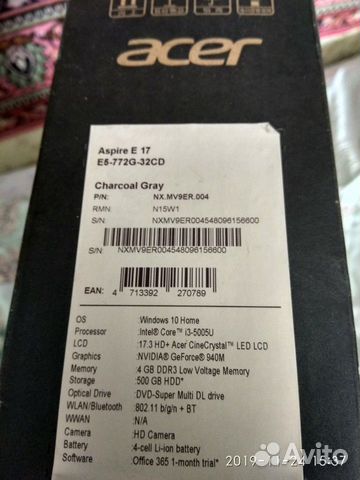 acer
Aspire E 17
E5-772G-32CD
Charcoal Gray
P/N: NX.MV9ER.004
RMN: N15W1
S/N: NXMV9ER004548096156600
S/N: NXMV9ER004548096156600
EAN: 4 713392 270789
OS :Windows 10 Home
Processor :Intel® Core™ i3-5005U
LCD :17.3 HD+ Acer CineCrystal™ LED LCD
Graphics :NVIDIA® GeForce® 940M
Memory :4 GB DDR3 Low Voltage Memory
Storage :500 GB HDD*
Optical Drive :DVD-Super Multi DL drive
WLAN/Bluetooth :802.11 b/g/n + BT
WWAN :N/A
Camera :HD Camera
Battery :4-cell Li-ion battery
Software :Office 365 1-month trial*
2019-11-24 15:37
Avito